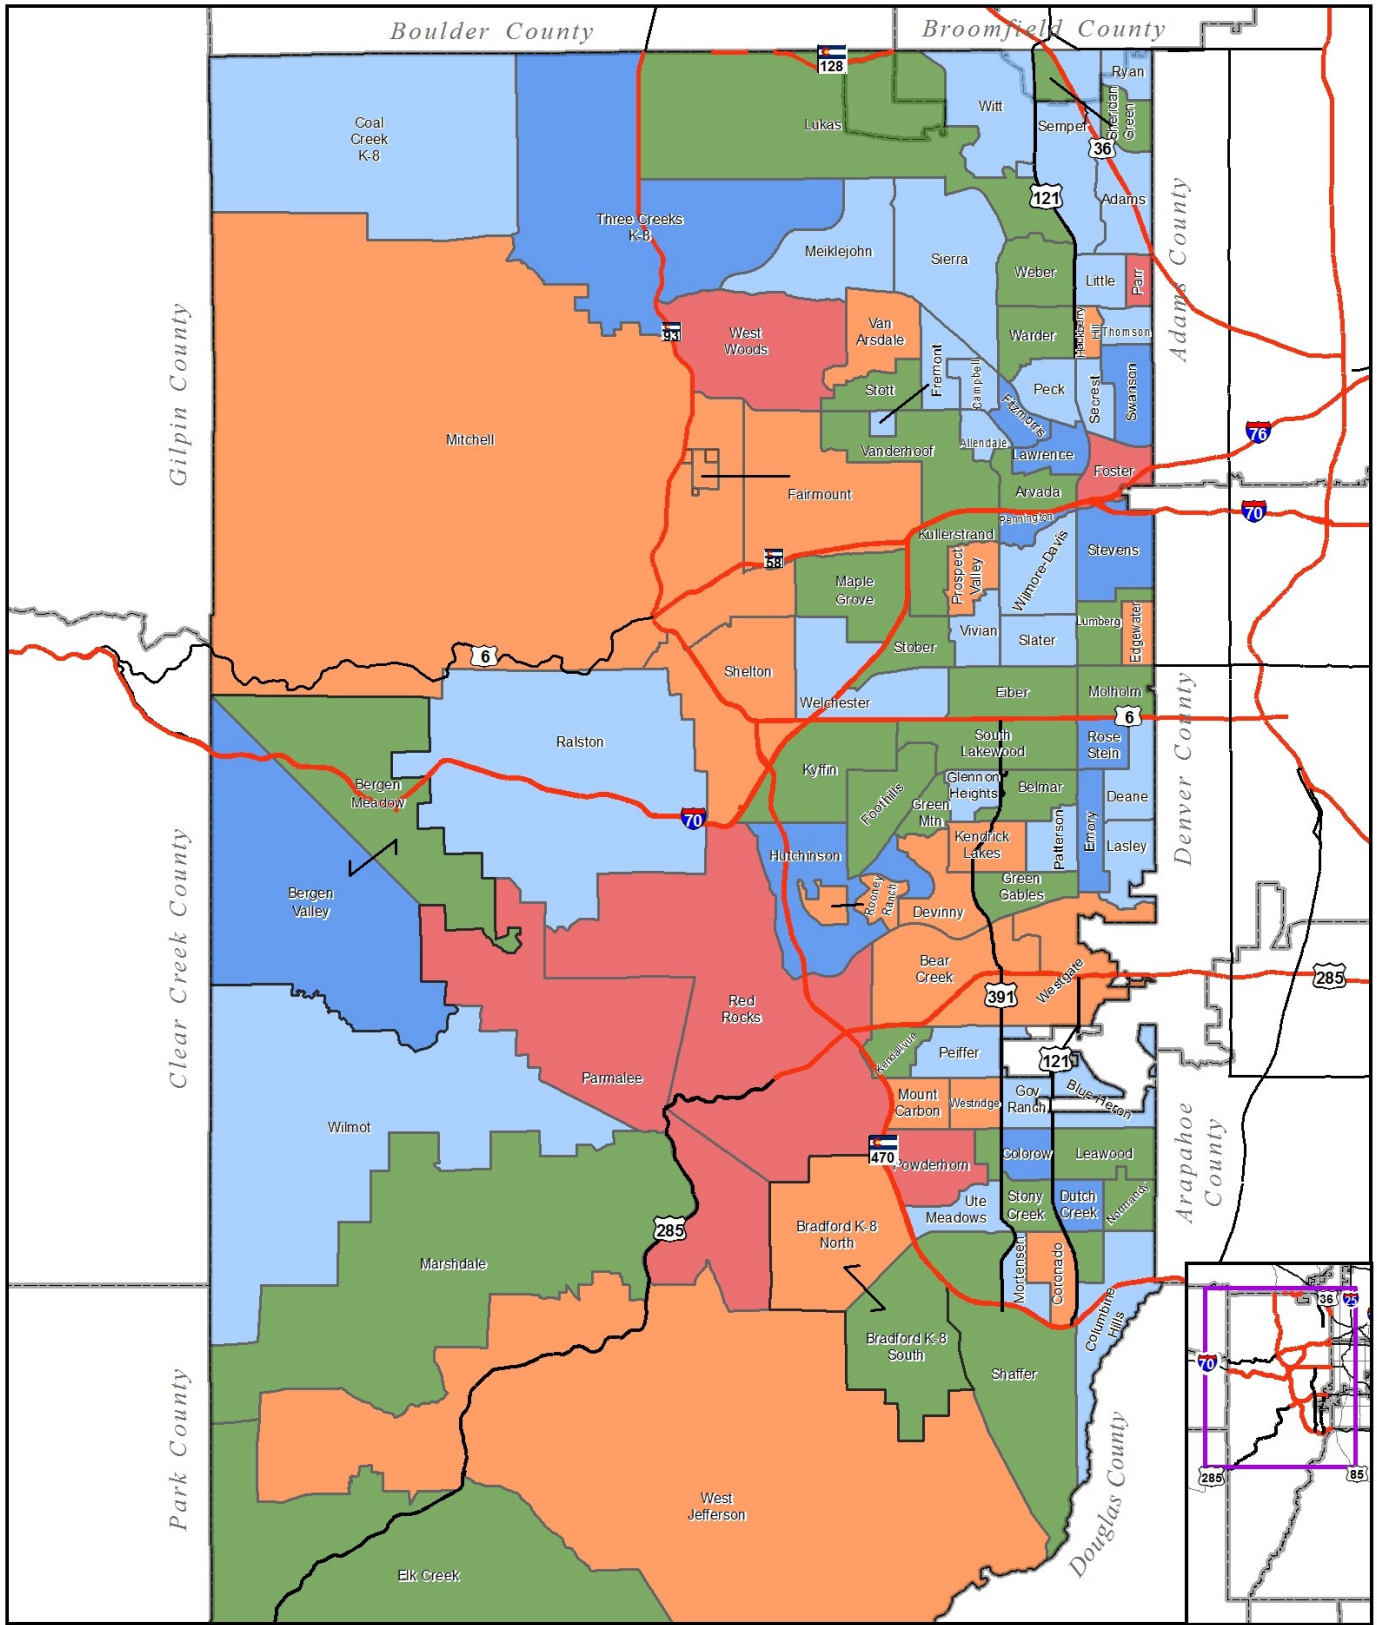 Boulder County
Broomfield County
128
Ryan
Coal
Creek
K-8
Lukas
Witt
Semper
Sheridan
Green
36
121
Adams
Adams County
Three Creeks
K-8
Meiklejohn
Sierra
Weber
Little
Parr
Gilpin County
93
West
Woods
Van
Arsdale
Warder
Hackberry
Hill
Thomson
Fremont
Campbell
Stott
Peck
Secrest
Swanson
Fitzmorris
Mitchell
Vanderhoof
Allendale
Lawrence
Foster
76
Fairmount
Arvada
70
Pennington
Kullerstrand
58
Prospect
Valley
Wilmore-Davis
Stevens
Maple
Grove
Lumberg
Edgewater
Vivian
Slater
Stober
6
Shelton
Welchester
Eiber
Molholm
6
Ralston
South
Lakewood
Rose
Stein
Denver County
Kyffin
Bergen
Meadow
Glennon
Heights
Belmar
Deane
Foothills
Green
Mtn
70
Kendrick
Lakes
Patterson
Emory
Lasley
Hutchinson
Green
Gables
Rooney
Ranch
Devinny
Bergen
Valley
Clear Creek County
Bear
Creek
Westgate
285
391
Red
Rocks
Kendallvue
Peiffer
121
Parmalee
Mount
Carbon
Westridge
Gov
Ranch
Blue Heron
Wilmot
470
Powderhorn
Colorow
Leawood
Arapahoe
County
Ute
Meadows
Stony
Creek
Dutch
Creek
Normandy
285
Bradford K-8
North
Marshdale
Mortensen
Coronado
Columbine
Hills
Bradford K-8
South
Shaffer
36
25
70
285
85
Park County
Douglas County
West
Jefferson
Elk Creek